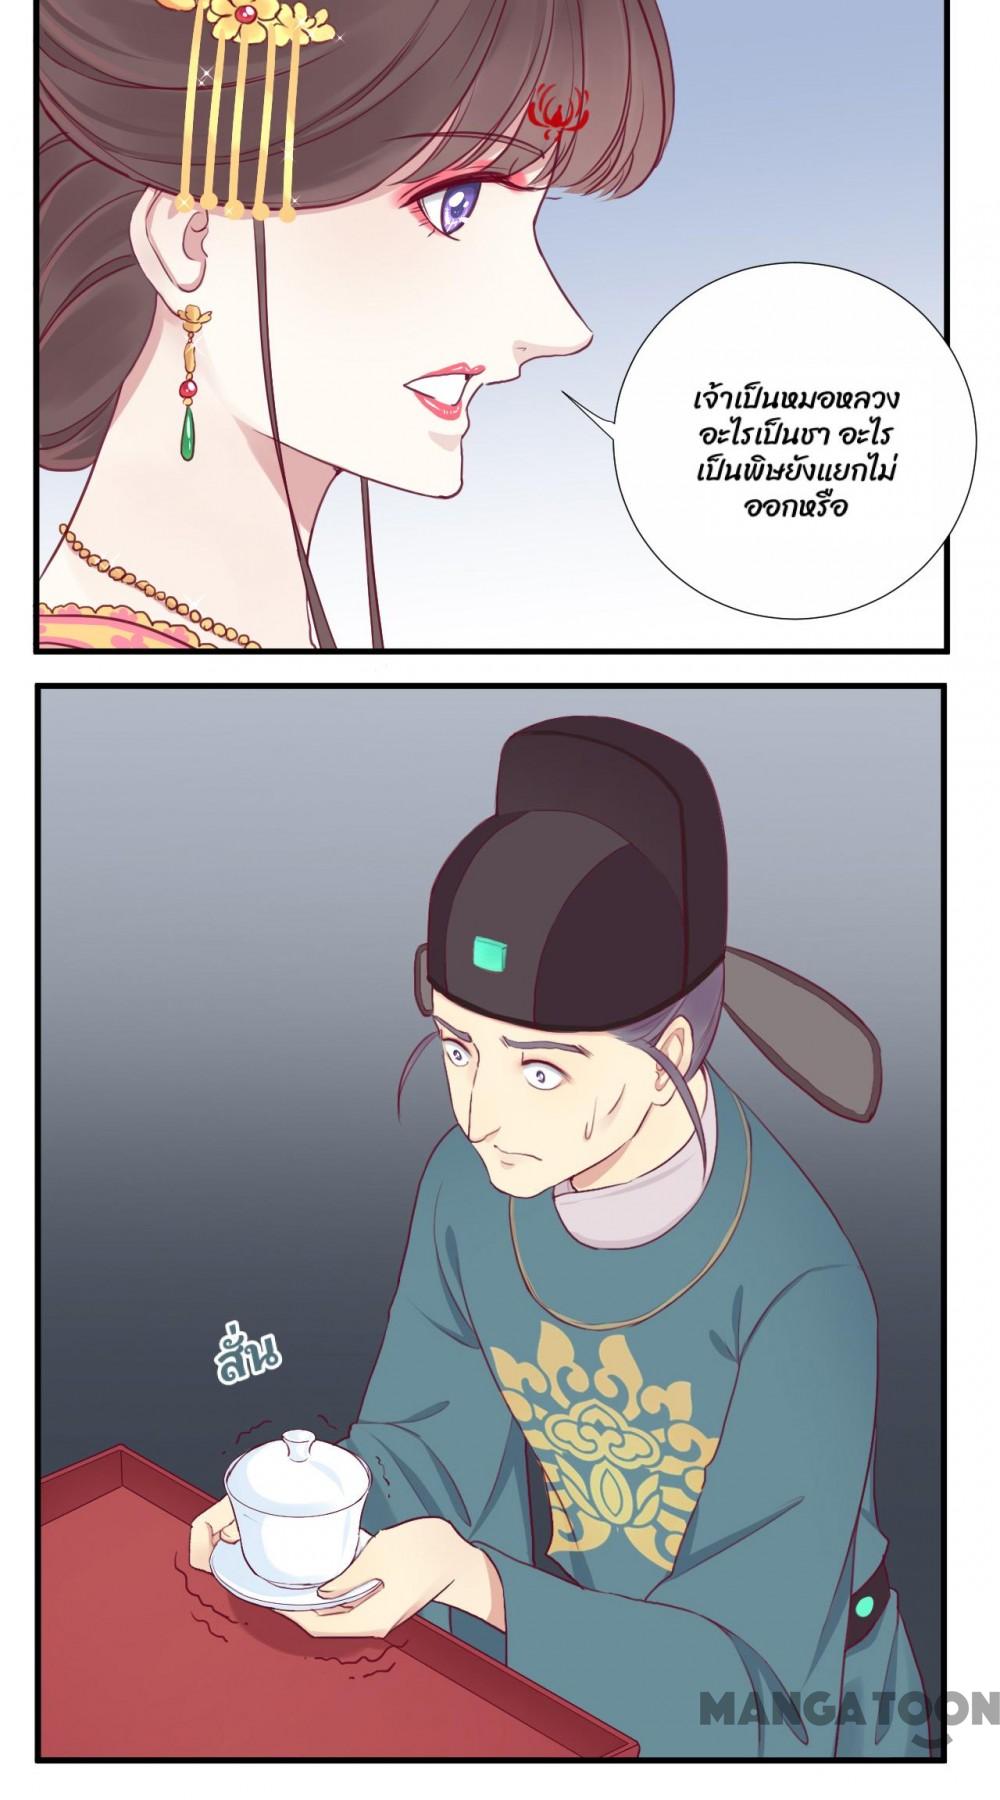 เจ้าเป็นหมอหลวง
อะไรเป็นชา อะไร
เป็นพิษยังแยกไม่
ออกหรือ
สั่น
MANGATOON